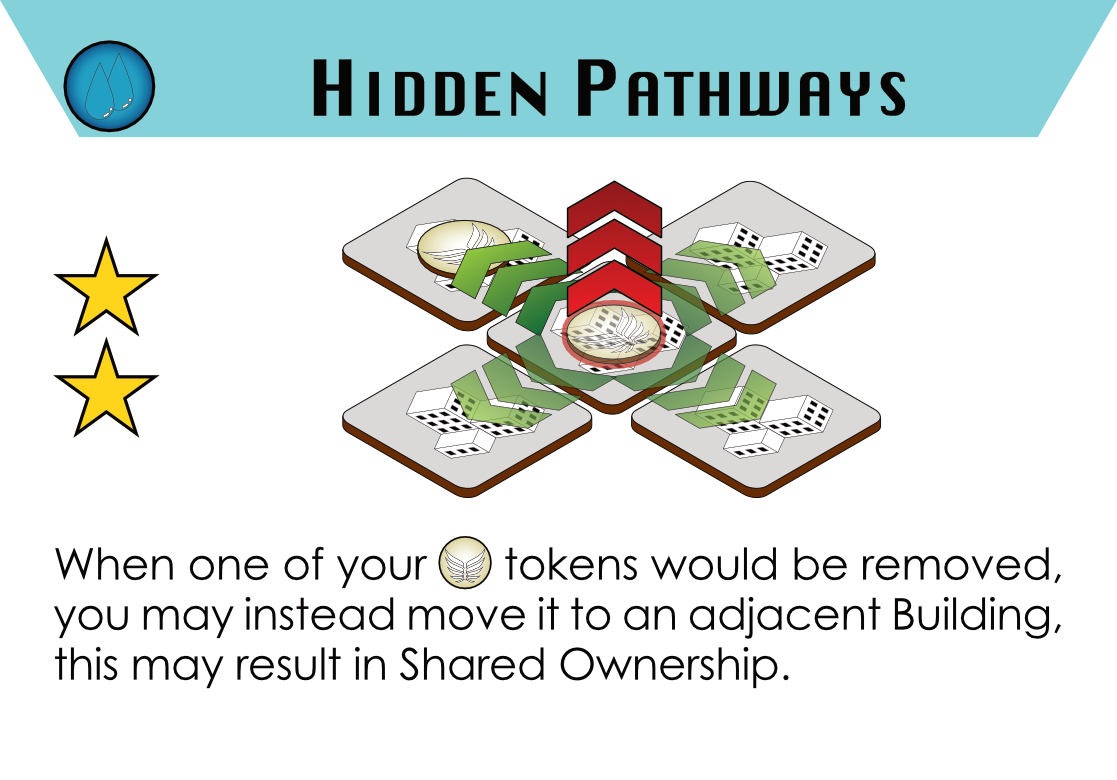 Hidden Pathways
When one of your tokens would be removed,
you may instead move it to an adjacent Building,
this may result in Shared Ownership.